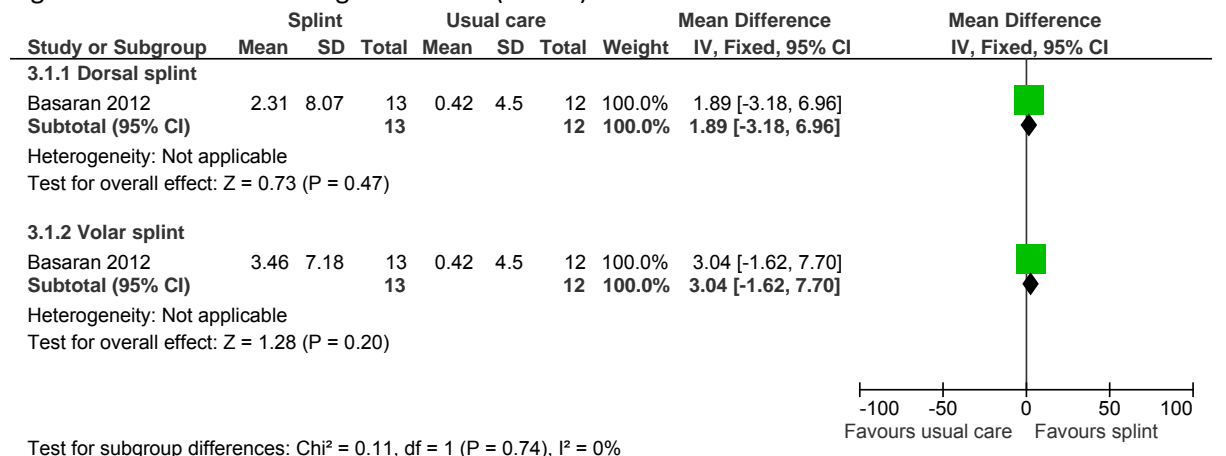 Splint Usual care Mean Difference Mean Difference
Study or Subgroup Mean SD Total Mean SD Total Weight IV, Fixed, 95% CI IV, Fixed, 95% CI
3.1.1 Dorsal splint
Basaran 2012 2.31 8.07 13 0.42 4.5 12 100.0% 1.89 [-3.18, 6.96]
Subtotal (95% CI) 13 12 100.0% 1.89 [-3.18, 6.96]
Heterogeneity: Not applicable
Test for overall effect: Z = 0.73 (P = 0.47)
3.1.2 Volar splint
Basaran 2012 3.46 7.18 13 0.42 4.5 12 100.0% 3.04 [-1.62, 7.70]
Subtotal (95% CI) 13 12 100.0% 3.04 [-1.62, 7.70]
Heterogeneity: Not applicable
Test for overall effect: Z = 1.28 (P = 0.20)
-100 -50 0 50 100
Favours usual care Favours splint
Test for subgroup differences: Chi² = 0.11, df = 1 (P = 0.74), I² = 0%